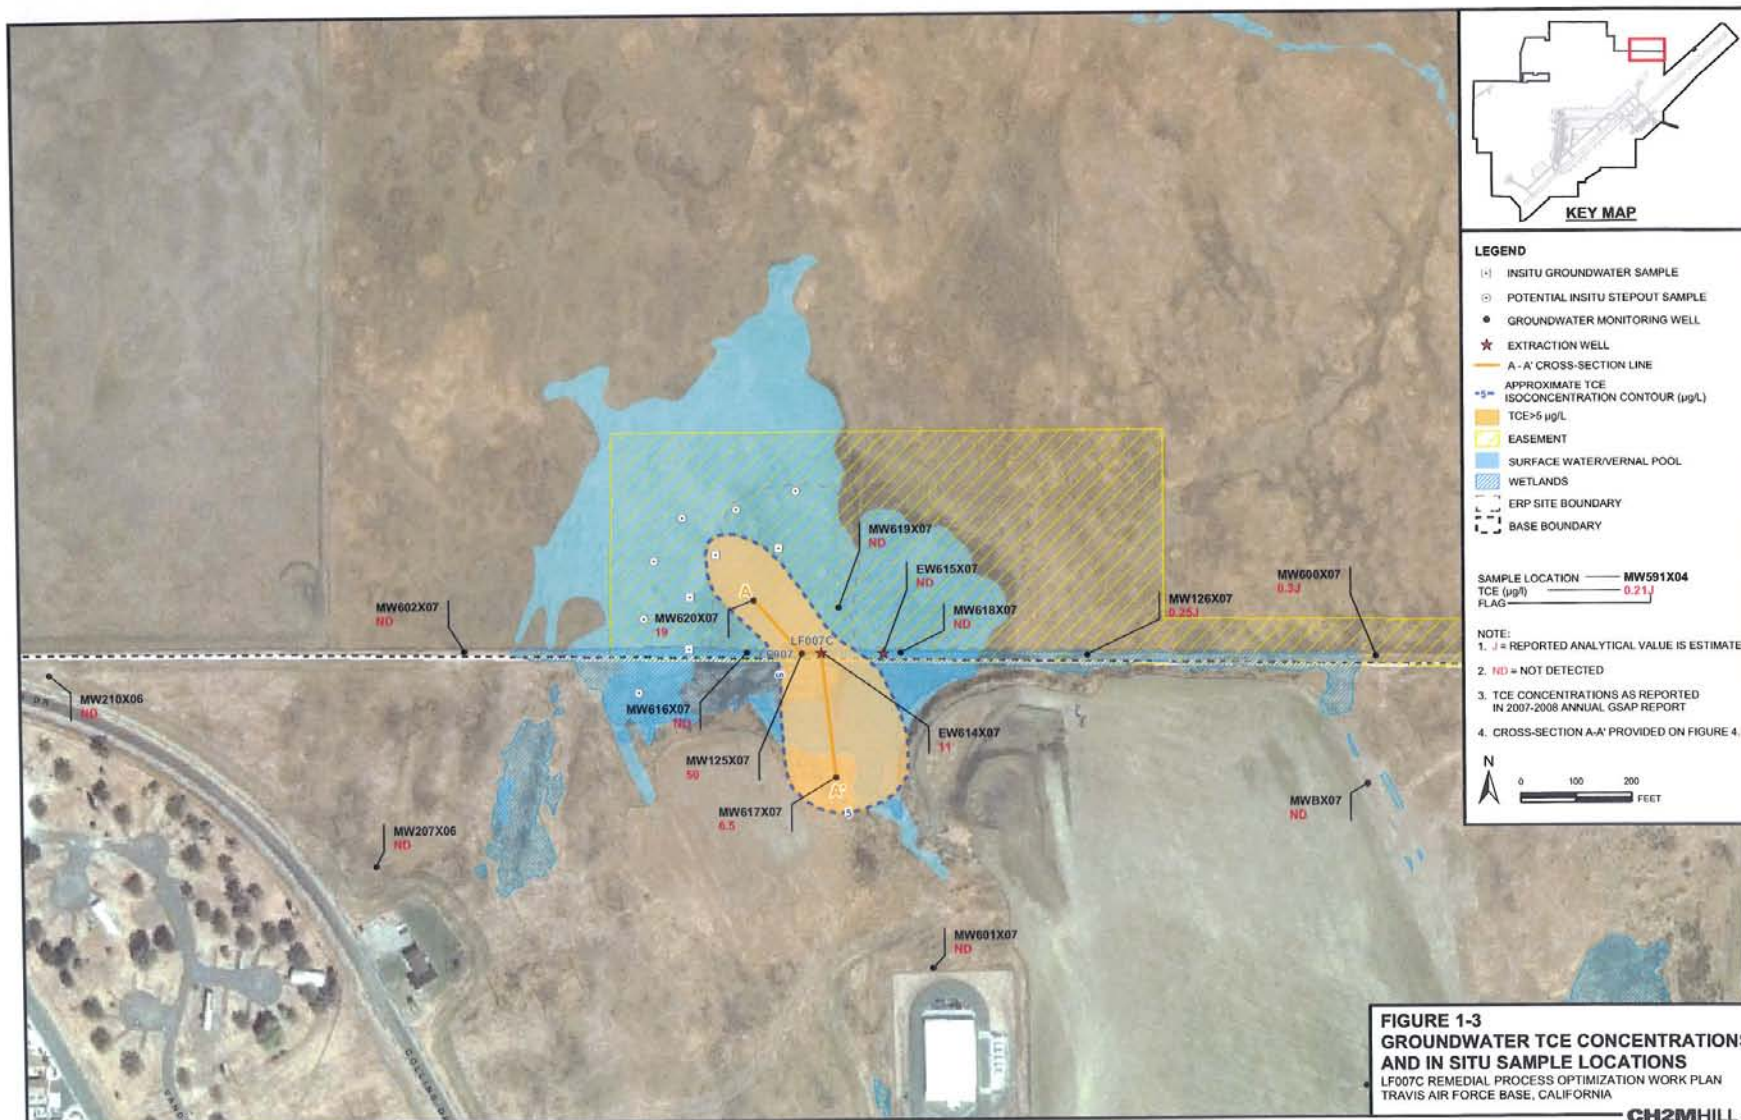 KEY MAP
LEGEND
INSITU GROUNDWATER SAMPLE
POTENTIAL INSITU STEPOUT SAMPLE
GROUNDWATER MONITORING WELL
EXTRACTION WELL
A - A' CROSS-SECTION LINE
5
APPROXIMATE TCE
ISOCONCENTRATION CONTOUR (µg/L)
TCE>5 µg/L
EASEMENT
SURFACE WATER/VERNAL POOL
WETLANDS
ERP SITE BOUNDARY
BASE BOUNDARY
SAMPLE LOCATION MW591X04
TCE (µg/l) 0.21J
FLAG
NOTE:
1. J = REPORTED ANALYTICAL VALUE IS ESTIMATE
2. ND = NOT DETECTED
3. TCE CONCENTRATIONS AS REPORTED
IN 2007-2008 ANNUAL GSAP REPORT
4. CROSS-SECTION A-A' PROVIDED ON FIGURE 4.
N
0 100 200
FEET
MW619X07
ND
EW615X07
ND
MW618X07
ND
MW126X07
0.25J
MW600X07
0.3J
MW602X07
ND
A
MW620X07
19
LF007C
LF007
MW210X06
ND
5
MW616X07
ND
EW614X07
11
MW125X07
50
A'
MW617X07
6.5
5
MWBX07
ND
MW207X06
ND
MW601X07
ND
FIGURE 1-3
GROUNDWATER TCE CONCENTRATIONS
AND IN SITU SAMPLE LOCATIONS
LF007C REMEDIAL PROCESS OPTIMIZATION WORK PLAN
TRAVIS AIR FORCE BASE, CALIFORNIA
CH2MHILL